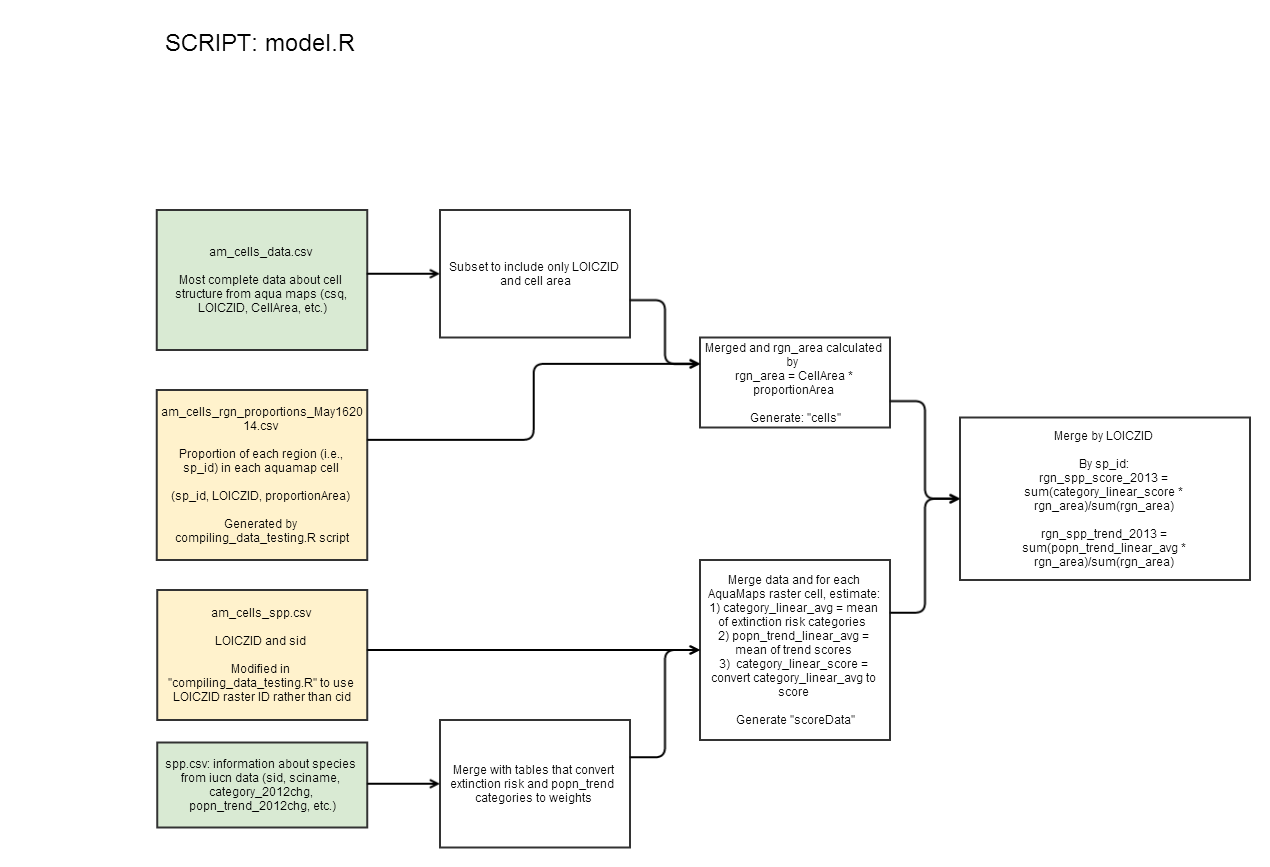 SCRIPT: model.R
am_cells_data.csv
Most complete data about cell
structure from aqua maps (csq,
LOICZID, CellArea, etc.)
Subset to include only LOICZID
and cell area
am_cells_rgn_proportions_May1620
14.csv
Proportion of each region (i.e.,
sp_id) in each aquamap cell
(sp_id, LOICZID, proportionArea)
Generated by
compiling_data_testing.R script
Merged and rgn_area calculated
by
rgn_area = CellArea *
proportionArea
Generate: "cells"
am_cells_spp.csv
LOICZID and sid
Modified in
"compiling_data_testing.R" to use
LOICZID raster ID rather than cid
spp.csv: information about species
from iucn data (sid, sciname,
category_2012chg,
popn_trend_2012chg, etc.)
Merge with tables that convert
extinction risk and popn_trend
categories to weights
Merge data and for each
AquaMaps raster cell, estimate:
1) category_linear_avg = mean
of extinction risk categories
2) popn_trend_linear_avg =
mean of trend scores
3) category_linear_score =
convert category_linear_avg to
score
Generate "scoreData"
Merge by LOICZID
By sp_id:
rgn_spp_score_2013 =
sum(category_linear_score *
rgn_area)/sum(rgn_area)
rgn_spp_trend_2013 =
sum(popn_trend_linear_avg *
rgn_area)/sum(rgn_area)